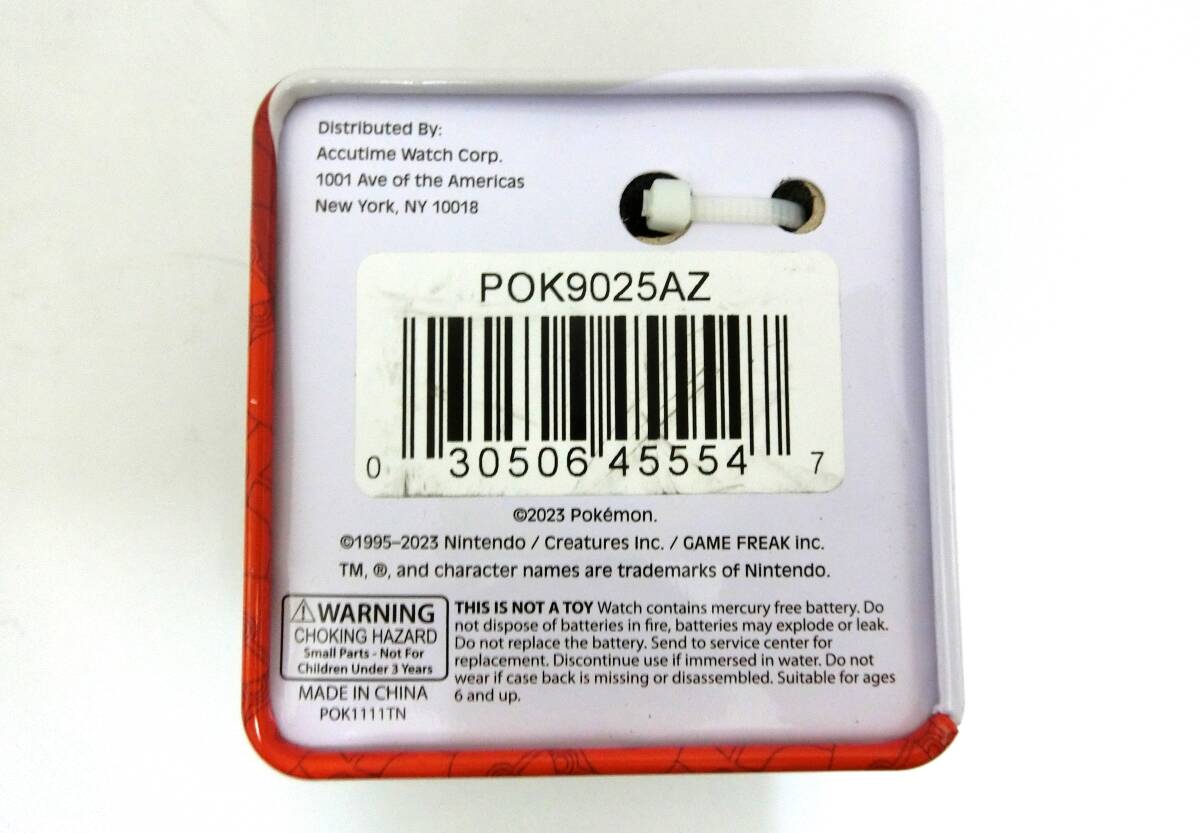 Distributed By:
Accutime Watch Corp.
1001 Ave of the Americas
New York, NY 10018
POK9025AZ
0 30506 45554 7
©2023 Pokémon.
©1995–2023 Nintendo / Creatures Inc. / GAME FREAK inc.
TM, ®, and character names are trademarks of Nintendo.
⚠WARNING
CHOKING HAZARD
Small Parts - Not For
Children Under 3 Years
MADE IN CHINA
POK1111TN
THIS IS NOT A TOY Watch contains mercury free battery. Do
not dispose of batteries in fire, batteries may explode or leak.
Do not replace the battery. Send to service center for
replacement. Discontinue use if immersed in water. Do not
wear if case back is missing or disassembled. Suitable for ages
6 and up.